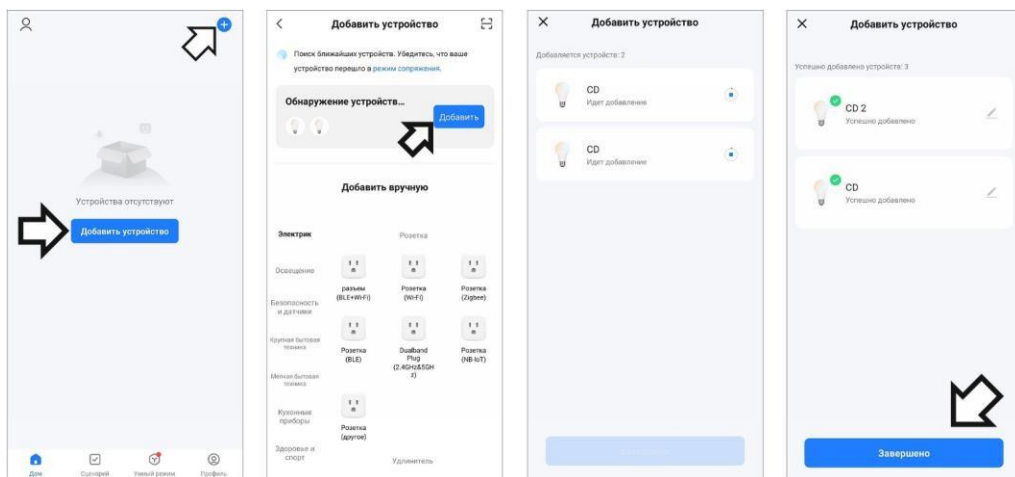 Устройства отсутствуют
Добавить устройство
Дом
Сценарий
Умный режим
Профиль
Добавить устройство
Поиск ближайших устройств. Убедитесь, что ваше
устройство перешло в режим сопряжения.
Обнаружение устройств...
Добавить
Добавить вручную
Электрик
Розетка
Освещение
Безопасность
и датчики
Крупная бытовая
техника
Мелкая бытовая
техника
Кухонные
приборы
Здоровье и
спорт
разъем
(BLE+Wi-Fi)
Розетка
(Wi-Fi)
Розетка
(Zigbee)
Розетка
(BLE)
Dualband
Plug
(2.4GHz&5GH
z)
Розетка
(NB-IoT)
Розетка
(другое)
Удлинитель
Добавить устройство
Добавляется устройств: 2
CD
Идет добавление
CD
Идет добавление
Добавить устройство
Успешно добавлено устройств: 3
CD 2
Успешно добавлено
CD
Успешно добавлено
Завершено